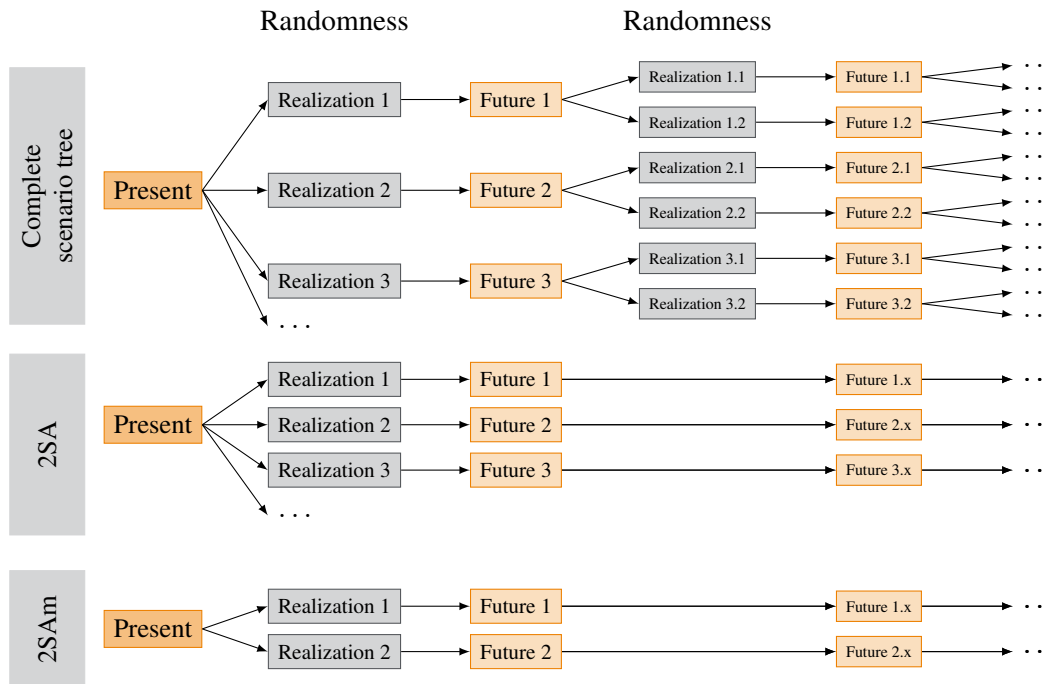 Randomness Randomness
Complete
scenario tree
Present
Realization 1 Future 1
Realization 1.1 Future 1.1 ..
Realization 1.2 Future 1.2 ..
Realization 2 Future 2
Realization 2.1 Future 2.1 ..
Realization 2.2 Future 2.2 ..
Realization 3 Future 3
Realization 3.1 Future 3.1 ..
Realization 3.2 Future 3.2 ..
...
2SA
Present
Realization 1 Future 1 Future 1.x ..
Realization 2 Future 2 Future 2.x ..
Realization 3 Future 3 Future 3.x ..
...
2SAm
Present
Realization 1 Future 1 Future 1.x ..
Realization 2 Future 2 Future 2.x ..